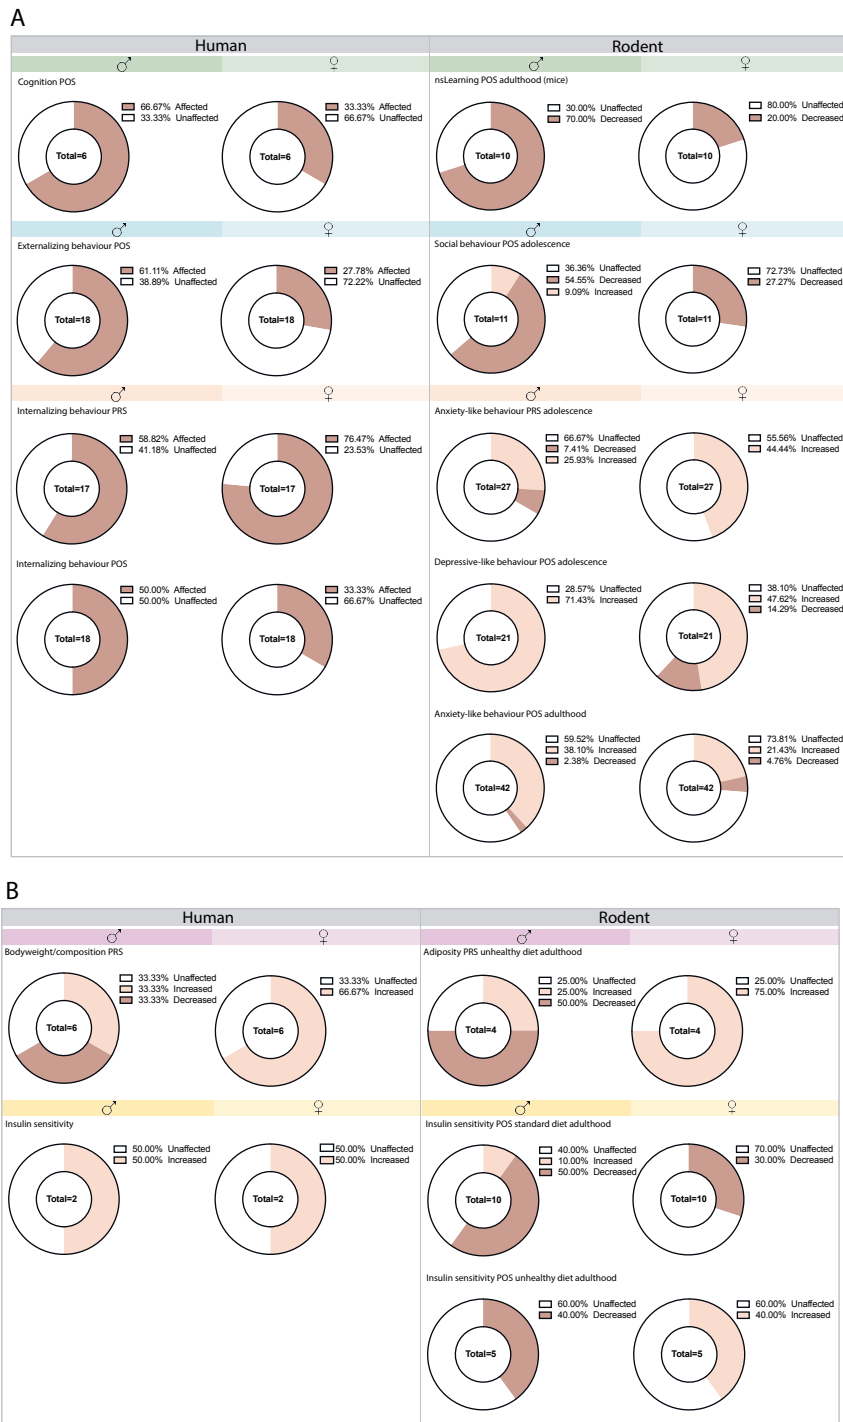 A
Human
Rodent
♂
♀
♂
♀
Cognition POS
66.67% Affected
33.33% Unaffected
Total=6
33.33% Affected
66.67% Unaffected
Total=6
nsLearning POS adulthood (mice)
30.00% Unaffected
70.00% Decreased
Total=10
80.00% Unaffected
20.00% Decreased
Total=10
♂
♀
♂
♀
Externalizing behaviour POS
61.11% Affected
38.89% Unaffected
Total=18
27.78% Affected
72.22% Unaffected
Total=18
Social behaviour POS adolescence
36.36% Unaffected
54.55% Decreased
9.09% Increased
Total=11
72.73% Unaffected
27.27% Decreased
Total=11
♂
♀
♂
♀
Internalizing behaviour PRS
58.82% Affected
41.18% Unaffected
Total=17
76.47% Affected
23.53% Unaffected
Total=17
Anxiety-like behaviour PRS adolescence
66.67% Unaffected
7.41% Decreased
25.93% Increased
Total=27
55.56% Unaffected
44.44% Increased
Total=27
Internalizing behaviour POS
50.00% Affected
50.00% Unaffected
Total=18
33.33% Affected
66.67% Unaffected
Total=18
Depressive-like behaviour POS adolescence
28.57% Unaffected
71.43% Increased
Total=21
38.10% Unaffected
47.62% Increased
14.29% Decreased
Total=21
Anxiety-like behaviour POS adulthood
59.52% Unaffected
38.10% Increased
2.38% Decreased
Total=42
73.81% Unaffected
21.43% Increased
4.76% Decreased
Total=42
B
Human
Rodent
♂
♀
♂
♀
Bodyweight/composition PRS
33.33% Unaffected
33.33% Increased
33.33% Decreased
Total=6
33.33% Unaffected
66.67% Increased
Total=6
Adiposity PRS unhealthy diet adulthood
25.00% Unaffected
25.00% Increased
50.00% Decreased
Total=4
25.00% Unaffected
75.00% Increased
Total=4
♂
♀
♂
♀
Insulin sensitivity
50.00% Unaffected
50.00% Increased
Total=2
50.00% Unaffected
50.00% Increased
Total=2
Insulin sensitivity POS standard diet adulthood
40.00% Unaffected
10.00% Increased
50.00% Decreased
Total=10
70.00% Unaffected
30.00% Decreased
Total=10
Insulin sensitivity POS unhealthy diet adulthood
60.00% Unaffected
40.00% Decreased
Total=5
60.00% Unaffected
40.00% Increased
Total=5